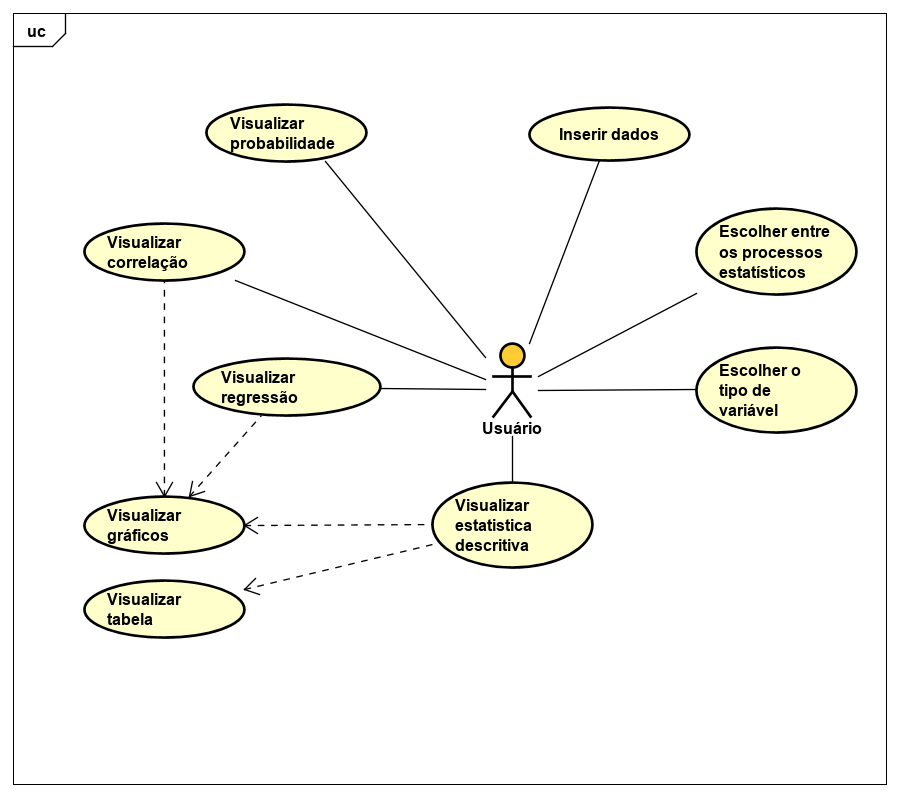 uc
Visualizar
probabilidade
Inserir dados
Visualizar
correlação
Escolher entre
os processos
estatísticos
Visualizar
regressão
Escolher o
tipo de
variável
Usuário
Visualizar
gráficos
Visualizar
estatistica
descritiva
Visualizar
tabela